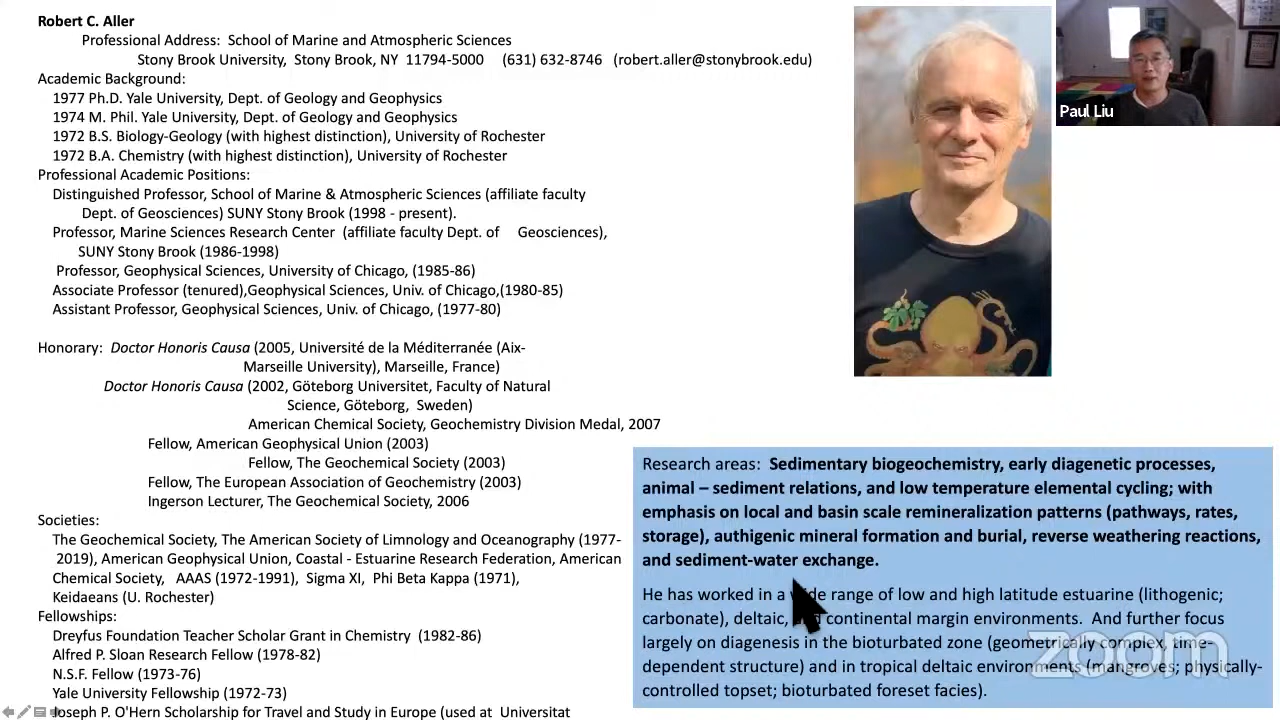 Robert C. Aller
Professional Address: School of Marine and Atmospheric Sciences
Stony Brook University, Stony Brook, NY 11794-5000 (631) 632-8746 (robert.aller@stonybrook.edu)
Academic Background:
1977 Ph.D. Yale University, Dept. of Geology and Geophysics
1974 M. Phil. Yale University, Dept. of Geology and Geophysics
1972 B.S. Biology-Geology (with highest distinction), University of Rochester
1972 B.A. Chemistry (with highest distinction), University of Rochester
Professional Academic Positions:
Distinguished Professor, School of Marine & Atmospheric Sciences (affiliate faculty
Dept. of Geosciences) SUNY Stony Brook (1998 - present).
Professor, Marine Sciences Research Center (affiliate faculty Dept. of Geosciences),
SUNY Stony Brook (1986-1998)
Professor, Geophysical Sciences, University of Chicago, (1985-86)
Associate Professor (tenured),Geophysical Sciences, Univ. of Chicago,(1980-85)
Assistant Professor, Geophysical Sciences, Univ. of Chicago, (1977-80)
Honorary: Doctor Honoris Causa (2005, Université de la Méditerranée (Aix-
Marseille University), Marseille, France)
Doctor Honoris Causa (2002, Göteborg Universitet, Faculty of Natural
Science, Göteborg, Sweden)
American Chemical Society, Geochemistry Division Medal, 2007
Fellow, American Geophysical Union (2003)
Fellow, The Geochemical Society (2003)
Fellow, The European Association of Geochemistry (2003)
Ingerson Lecturer, The Geochemical Society, 2006
Societies:
The Geochemical Society, The American Society of Limnology and Oceanography (1977-
2019), American Geophysical Union, Coastal - Estuarine Research Federation, American
Chemical Society, AAAS (1972-1991), Sigma XI, Phi Beta Kappa (1971),
Keidaeans (U. Rochester)
Fellowships:
Dreyfus Foundation Teacher Scholar Grant in Chemistry (1982-86)
Alfred P. Sloan Research Fellow (1978-82)
N.S.F. Fellow (1973-76)
Yale University Fellowship (1972-73)
Joseph P. O'Hern Scholarship for Travel and Study in Europe (used at Universitat
Paul Liu
Research areas: Sedimentary biogeochemistry, early diagenetic processes,
animal – sediment relations, and low temperature elemental cycling; with
emphasis on local and basin scale remineralization patterns (pathways, rates,
storage), authigenic mineral formation and burial, reverse weathering reactions,
and sediment-water exchange.
He has worked in a wide range of low and high latitude estuarine (lithogenic;
carbonate), deltaic, and continental margin environments. And further focus
largely on diagenesis in the bioturbated zone (geometrically complex, time-
dependent structure) and in tropical deltaic environments (mangroves; physically-
controlled topset; bioturbated foreset facies).
zoom